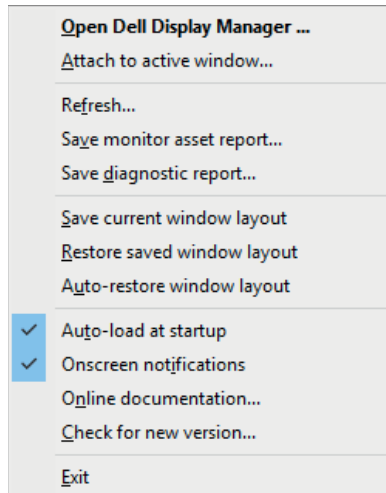 Open Dell Display Manager ...
Attach to active window...
Refresh...
Save monitor asset report...
Save diagnostic report...
Save current window layout
Restore saved window layout
Auto-restore window layout
Auto-load at startup
Onscreen notifications
Online documentation...
Check for new version...
Exit